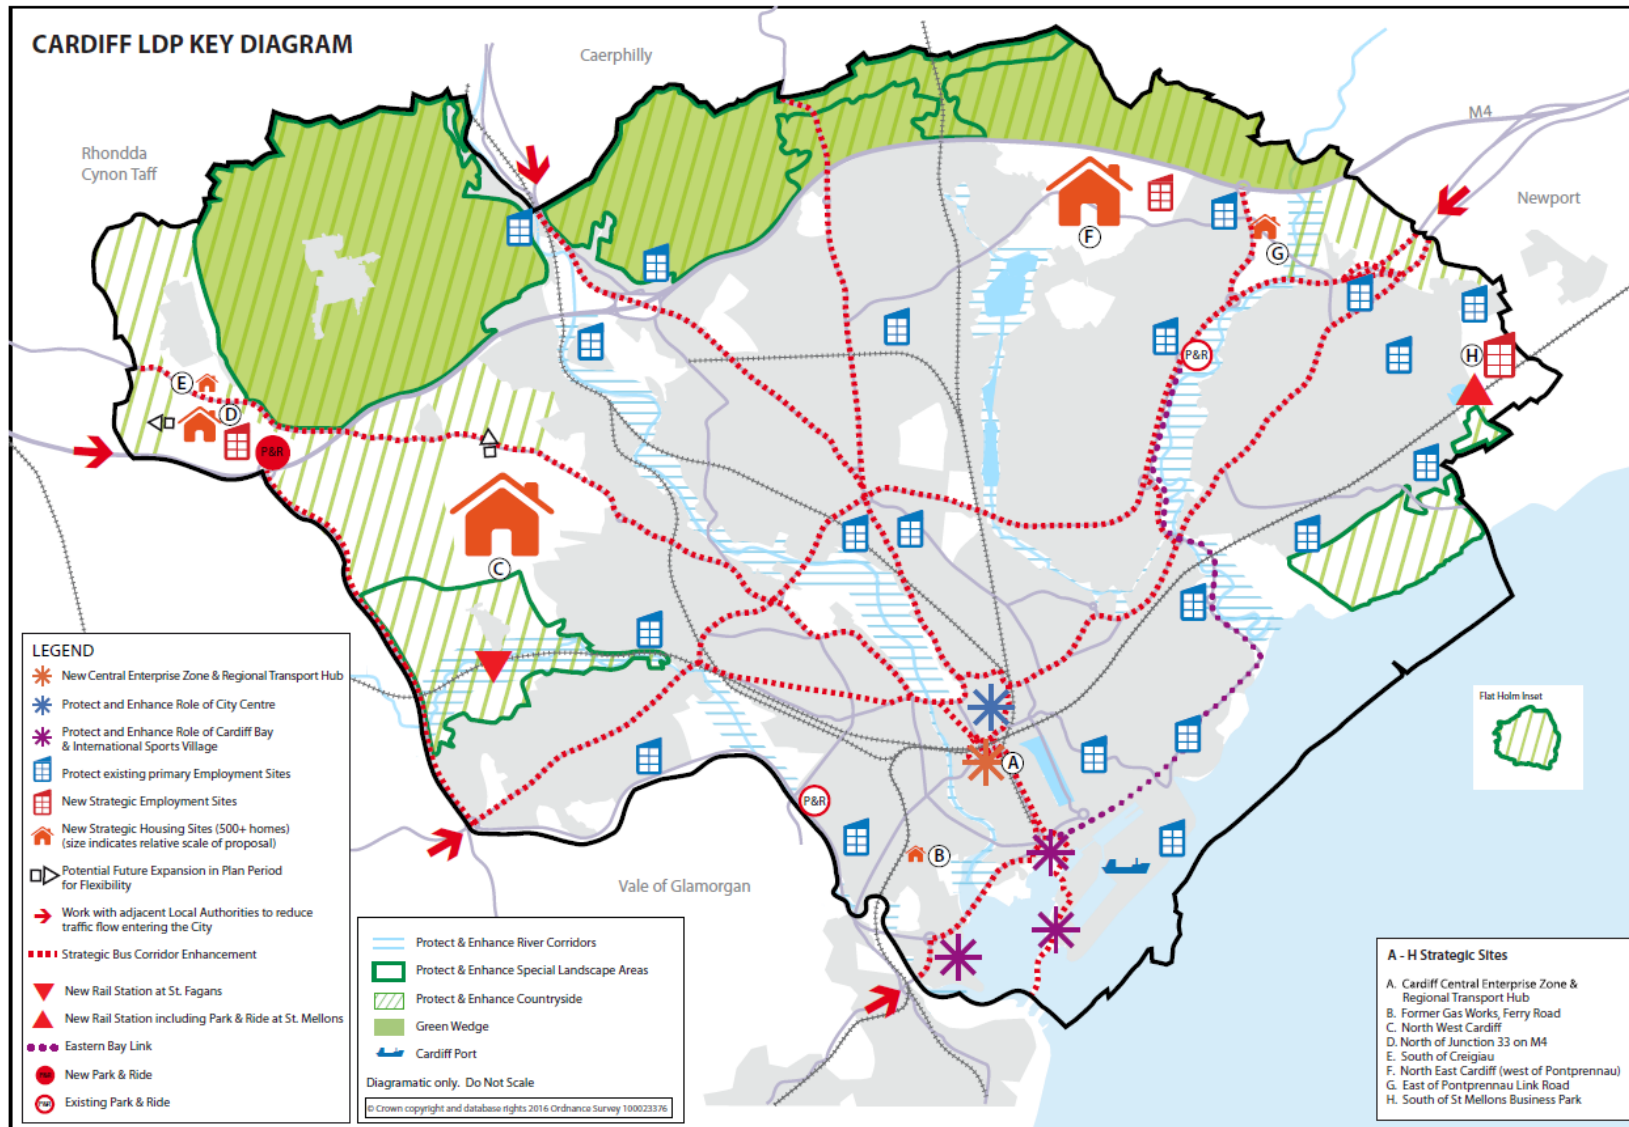 CARDIFF LDP KEY DIAGRAM
Caerphilly
M4
Rhondda
Cynon Taff
Newport
F
G
H
P&R
E
D
P&R
C
A
P&R
B
Vale of Glamorgan
Flat Holm Inset
LEGEND
New Central Enterprise Zone & Regional Transport Hub
Protect and Enhance Role of City Centre
Protect and Enhance Role of Cardiff Bay
& International Sports Village
Protect existing primary Employment Sites
New Strategic Employment Sites
New Strategic Housing Sites (500+ homes)
(size indicates relative scale of proposal)
Potential Future Expansion in Plan Period
for Flexibility
Work with adjacent Local Authorities to reduce
traffic flow entering the City
Strategic Bus Corridor Enhancement
New Rail Station at St. Fagans
New Rail Station including Park & Ride at St. Mellons
Eastern Bay Link
New Park & Ride
P&R
Existing Park & Ride
Protect & Enhance River Corridors
Protect & Enhance Special Landscape Areas
Protect & Enhance Countryside
Green Wedge
Cardiff Port
Diagramatic only. Do Not Scale
© Crown copyright and database rights 2016 Ordnance Survey 100023376
A - H Strategic Sites
A. Cardiff Central Enterprise Zone &
Regional Transport Hub
B. Former Gas Works, Ferry Road
C. North West Cardiff
D. North of Junction 33 on M4
E. South of Creigiau
F. North East Cardiff (west of Pontprennau)
G. East of Pontprennau Link Road
H. South of St Mellons Business Park